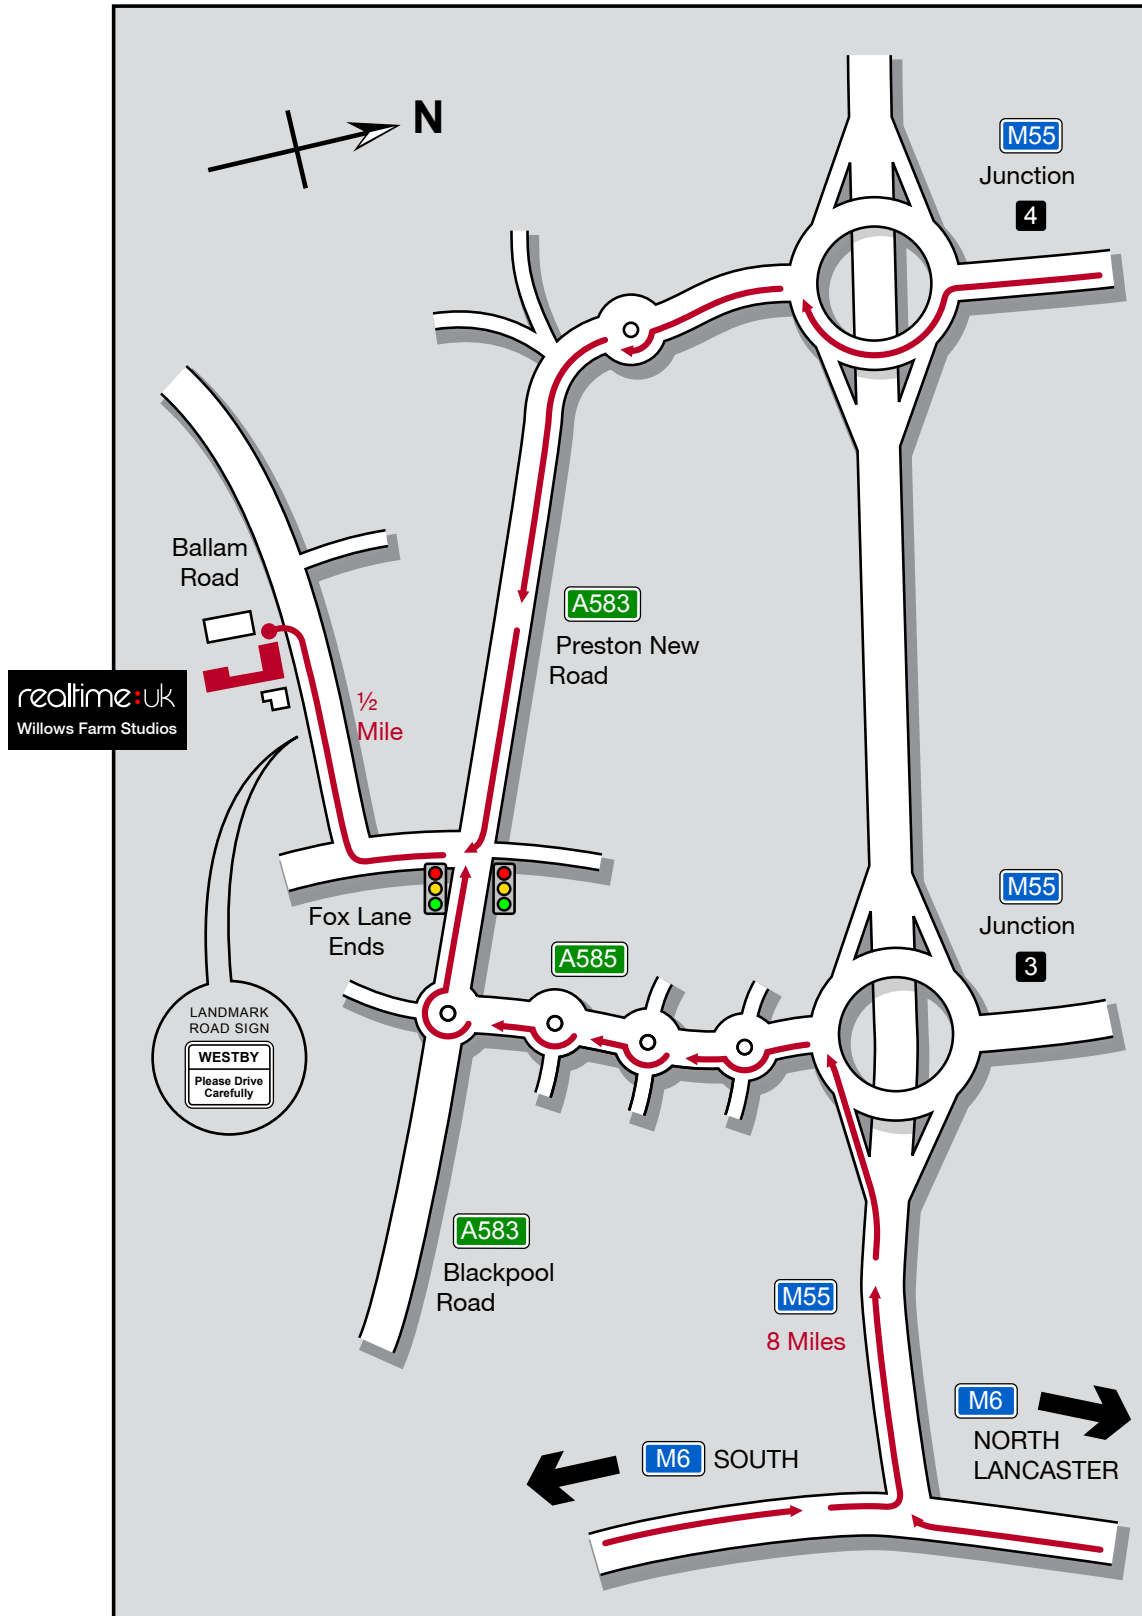 N
M55
Junction
4
Ballam
Road
A583
Preston New
Road
realtime:uk
Willows Farm Studios
½
Mile
M55
Junction
3
Fox Lane
Ends
A585
LANDMARK
ROAD SIGN
WESTBY
Please Drive
Carefully
A583
Blackpool
Road
M55
8 Miles
M6
NORTH
LANCASTER
M6 SOUTH